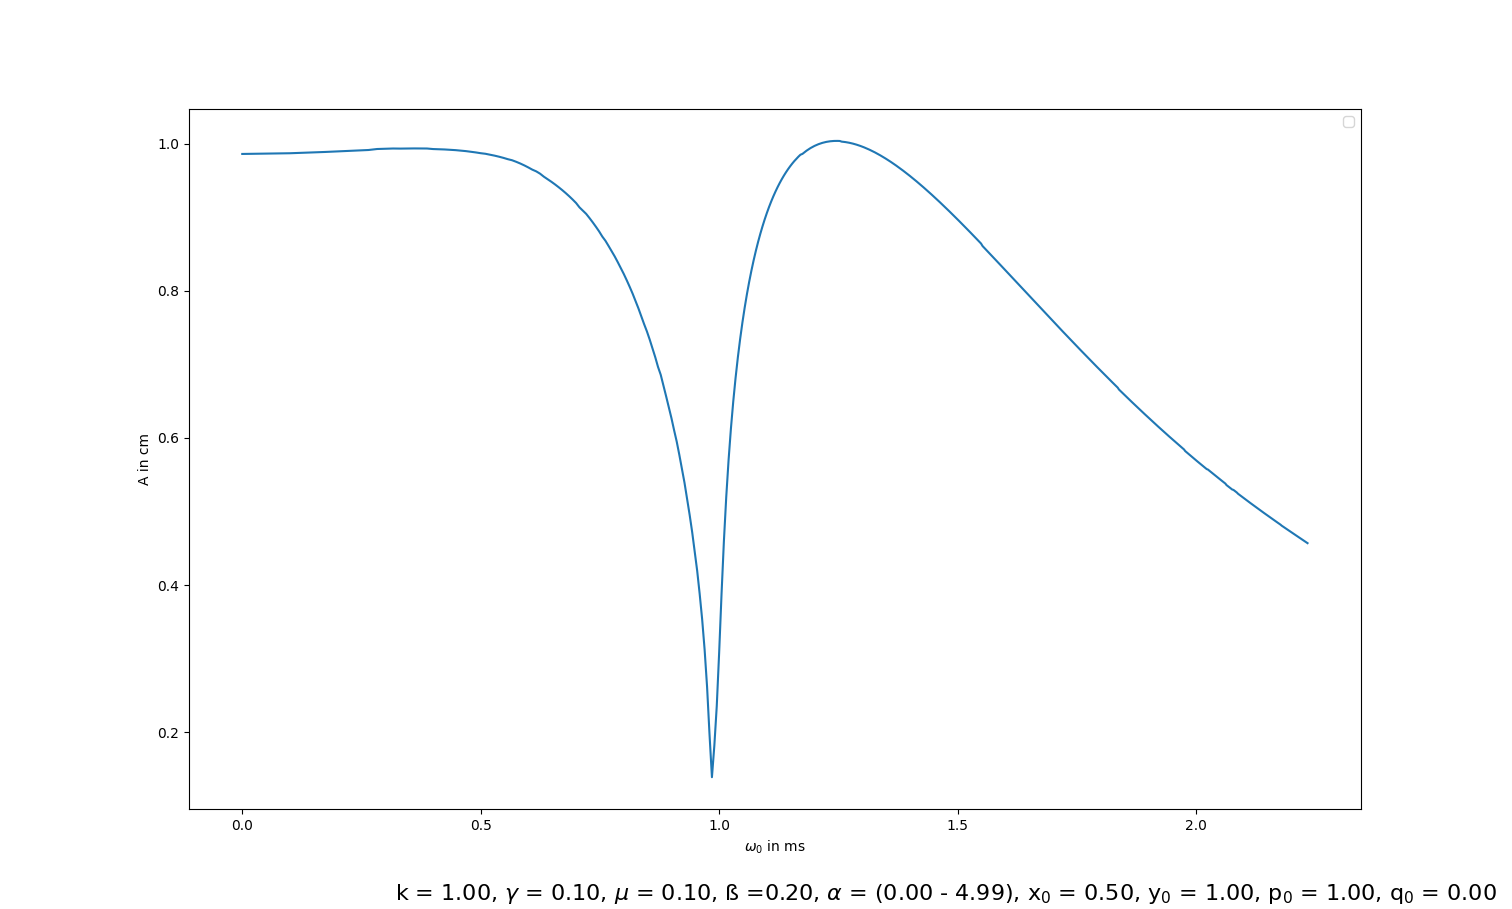 1.0
0.8
0.6
0.4
0.2
A in cm
0.0 0.5 1.0 1.5 2.0
ω₀ in ms
k = 1.00, γ = 0.10, μ = 0.10, ß =0.20, α = (0.00 - 4.99), x₀ = 0.50, y₀ = 1.00, p₀ = 1.00, q₀ = 0.00